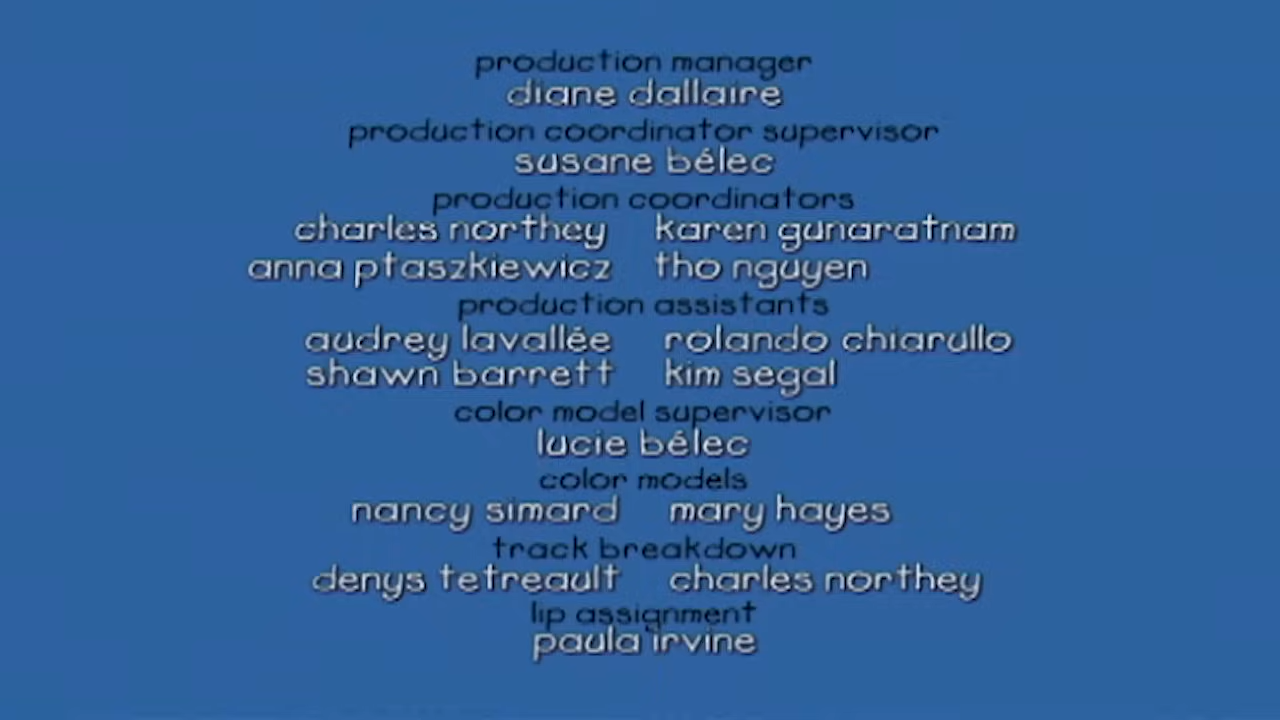 production manager
diane dallaire
production coordinator supervisor
susane bélec
production coordinators
charles northey karen gunaratnam
anna ptaszkiewicz tho nguyen
production assistants
audrey lavallée rolando chiarullo
shawn barrett kim segal
color model supervisor
lucie bélec
color models
nancy simard mary hayes
track breakdown
denys tetreault charles northey
lip assignment
paula irvine